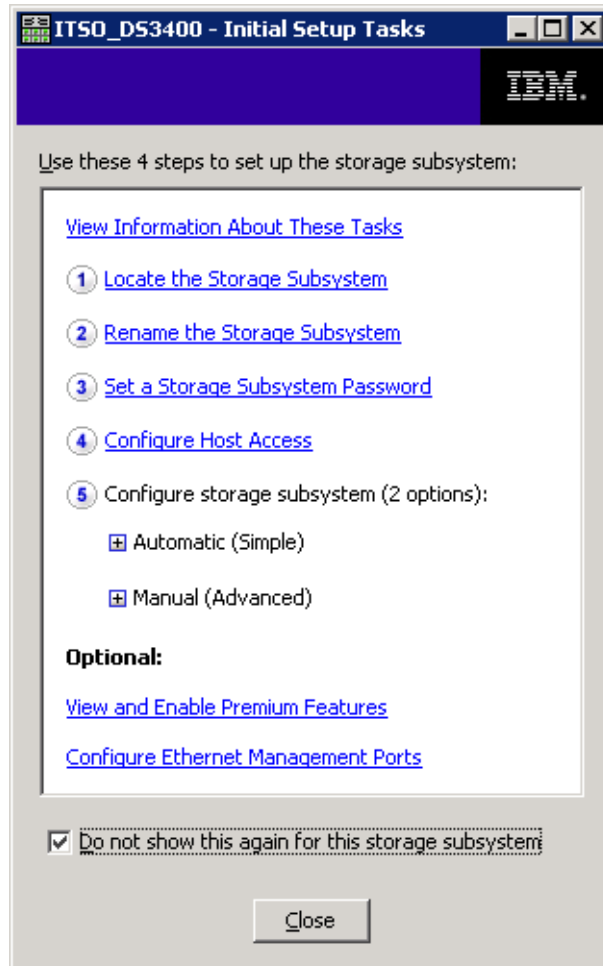 ITSO_DS3400 - Initial Setup Tasks
IBM.
Use these 4 steps to set up the storage subsystem:
View Information About These Tasks
1 Locate the Storage Subsystem
2 Rename the Storage Subsystem
3 Set a Storage Subsystem Password
4 Configure Host Access
5 Configure storage subsystem (2 options):
Automatic (Simple)
Manual (Advanced)
Optional:
View and Enable Premium Features
Configure Ethernet Management Ports
Do not show this again for this storage subsystem
Close